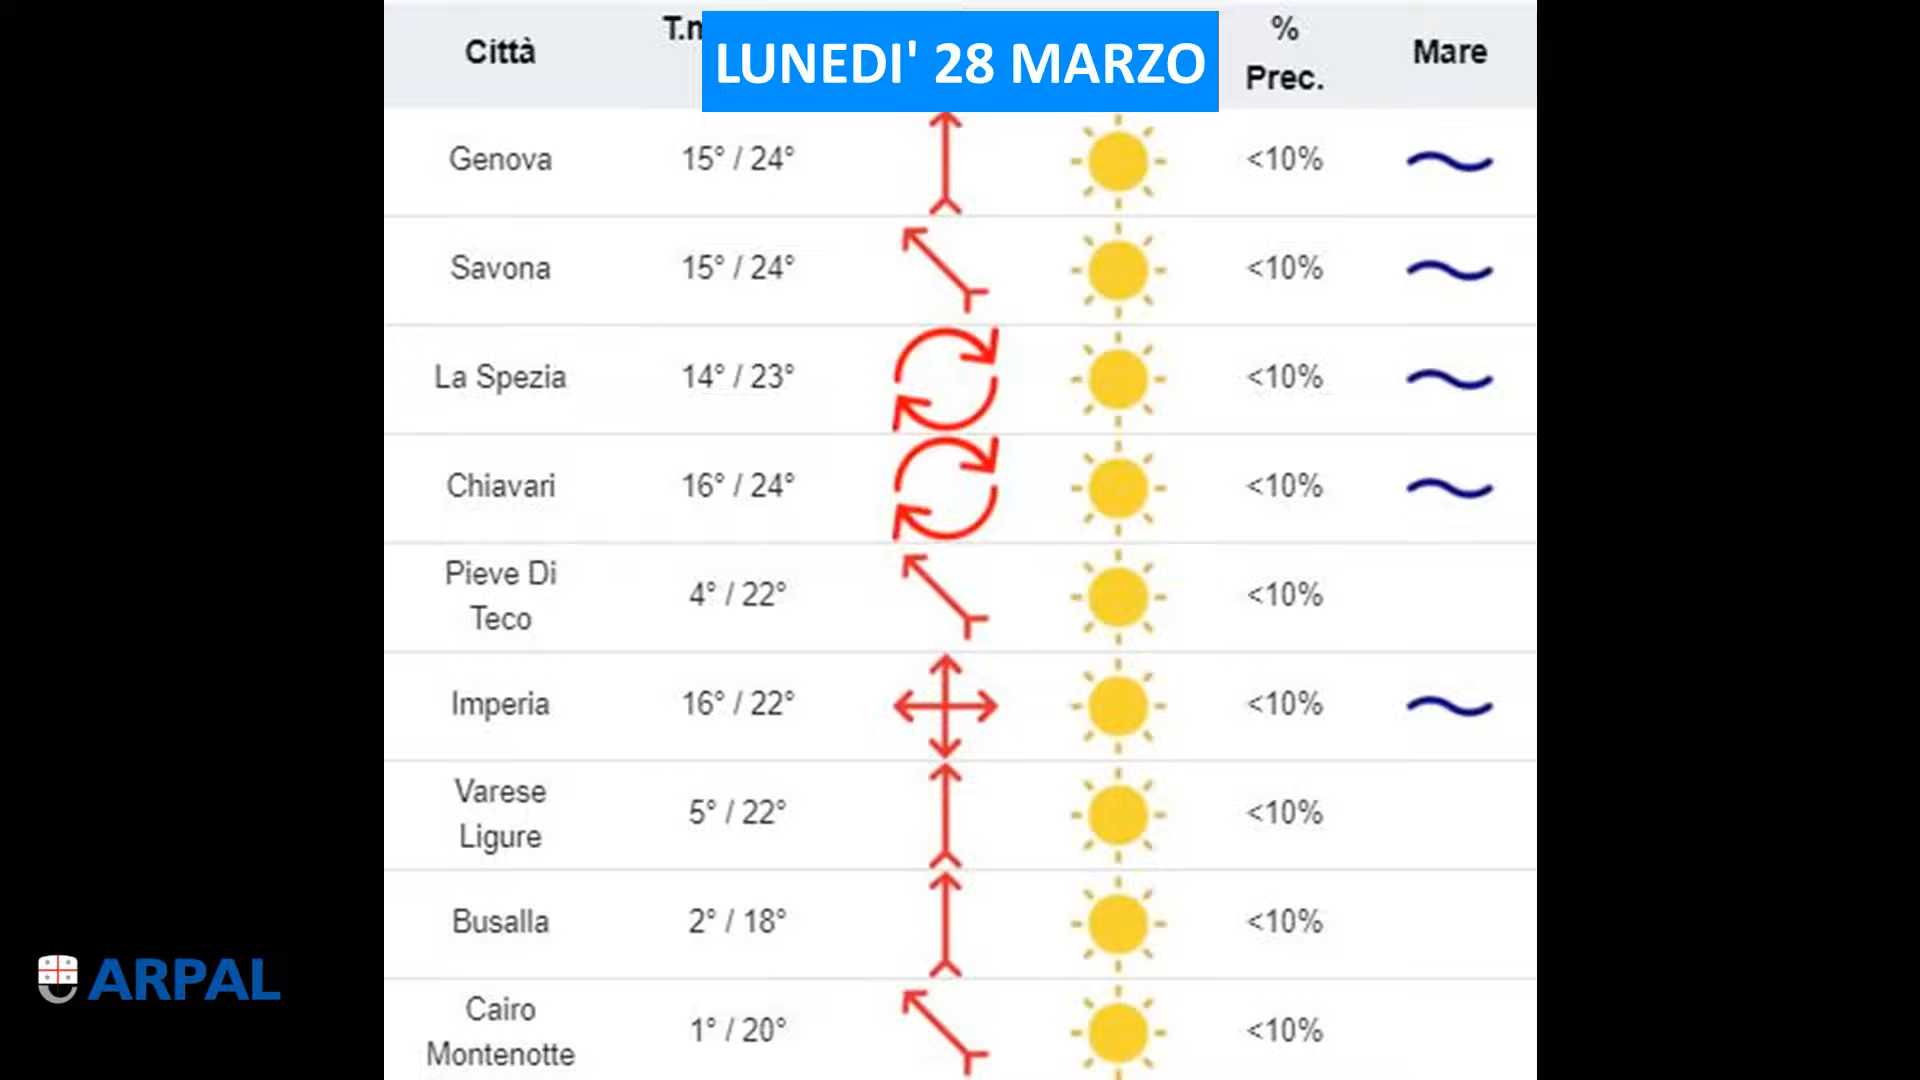 Città
LUNEDI' 28 MARZO
%
Prec.
Mare
Genova 15° / 24° <10%
Savona 15° / 24° <10%
La Spezia 14° / 23° <10%
Chiavari 16° / 24° <10%
Pieve Di
Teco 4° / 22° <10%
Imperia 16° / 22° <10%
Varese
Ligure 5° / 22° <10%
Busalla 2° / 18° <10%
Cairo
Montenotte 1° / 20° <10%
ARPAL